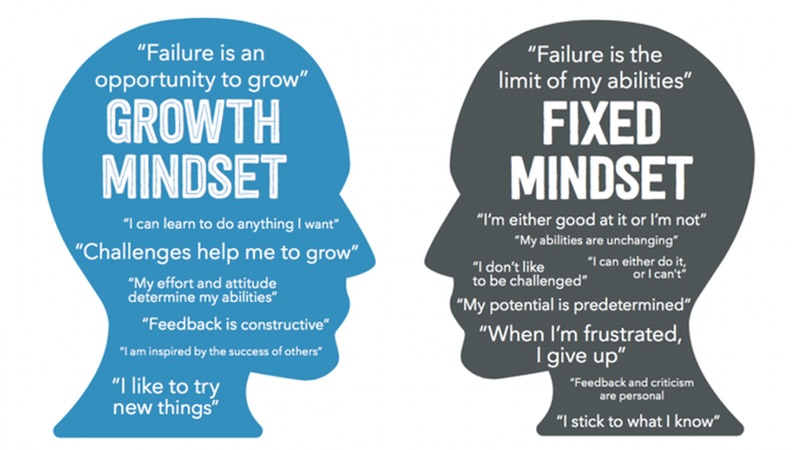 “Failure is an
opportunity to grow”
GROWTH
MINDSET
“I can learn to do anything I want”
“Challenges help me to grow”
“My effort and attitude
determine my abilities”
“Feedback is constructive”
“I am inspired by the success of others”
“I like to try
new things”
“Failure is the
limit of my abilities”
FIXED
MINDSET
“I’m either good at it or I’m not”
“My abilities are unchanging”
“I don’t like
to be challenged”
“I can either do it,
or I can’t”
“My potential is predetermined”
“When I’m frustrated,
I give up”
“Feedback and criticism
are personal
“I stick to what I know”